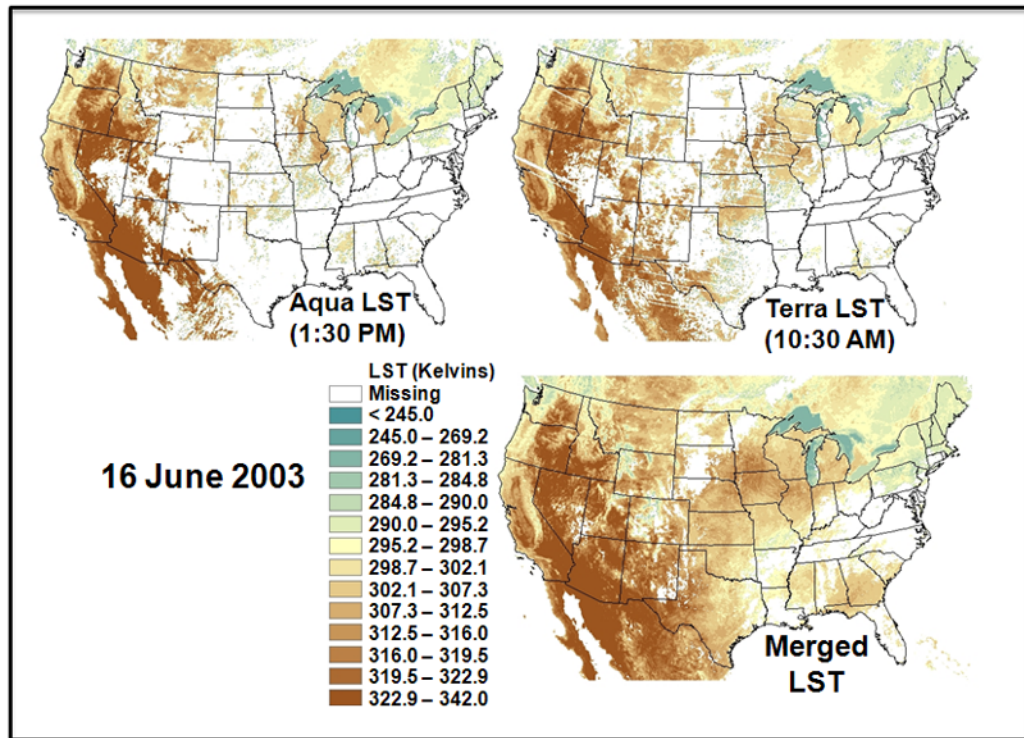 Aqua LST
(1:30 PM)
Terra LST
(10:30 AM)
LST (Kelvins)
Missing
< 245.0
245.0 – 269.2
269.2 – 281.3
281.3 – 284.8
284.8 – 290.0
290.0 – 295.2
295.2 – 298.7
298.7 – 302.1
302.1 – 307.3
307.3 – 312.5
312.5 – 316.0
316.0 – 319.5
319.5 – 322.9
322.9 – 342.0
16 June 2003
Merged
LST